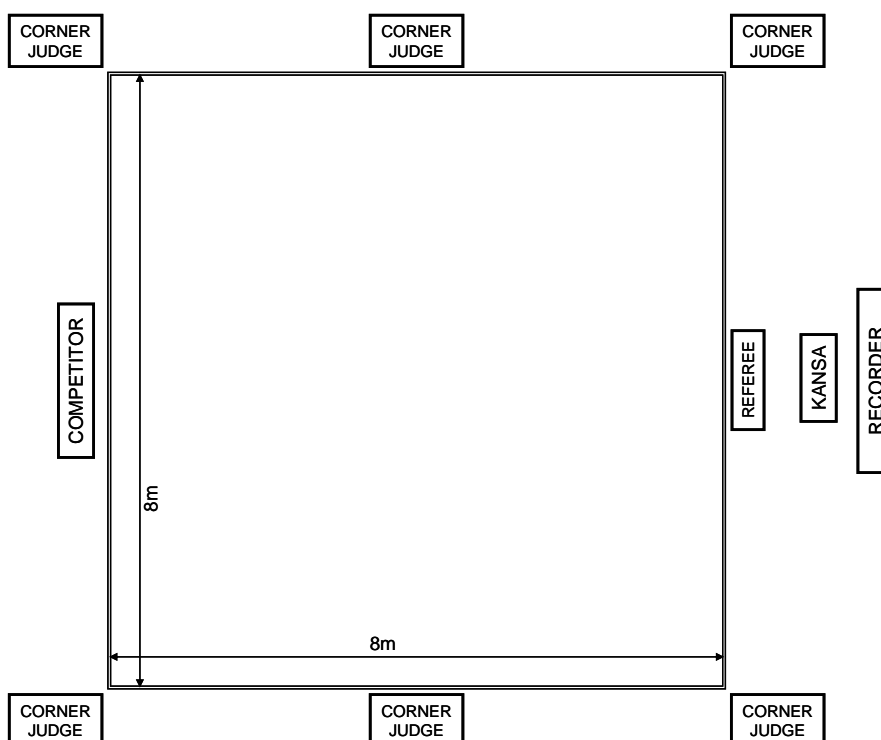 CORNER
JUDGE
CORNER
JUDGE
CORNER
JUDGE
COMPETITOR
REFEREE
KANSA
RECORDER
8m
8m
CORNER
JUDGE
CORNER
JUDGE
CORNER
JUDGE